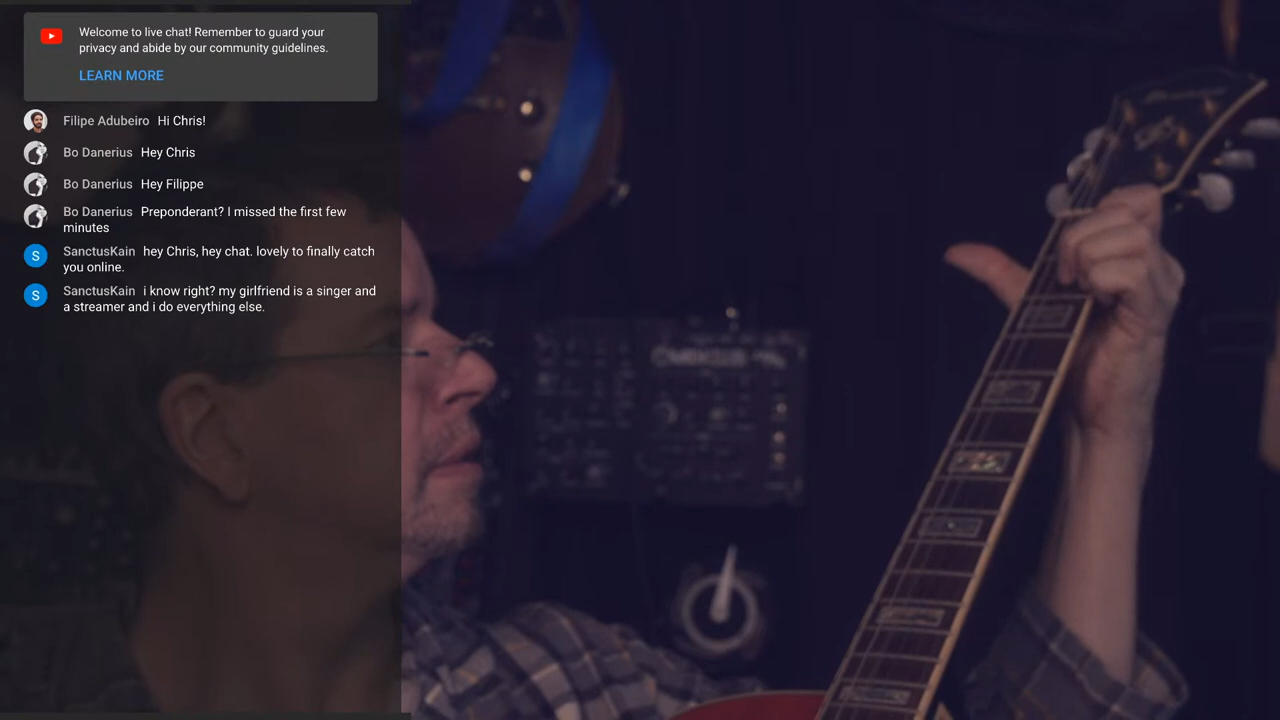 Welcome to live chat! Remember to guard your
privacy and abide by our community guidelines.
LEARN MORE
Filipe Adubeiro Hi Chris!
Bo Danerius Hey Chris
Bo Danerius Hey Filippe
Bo Danerius Preponderant? I missed the first few
minutes
S SanctusKain hey Chris, hey chat. lovely to finally catch
you online.
S SanctusKain i know right? my girlfriend is a singer and
a streamer and i do everything else.